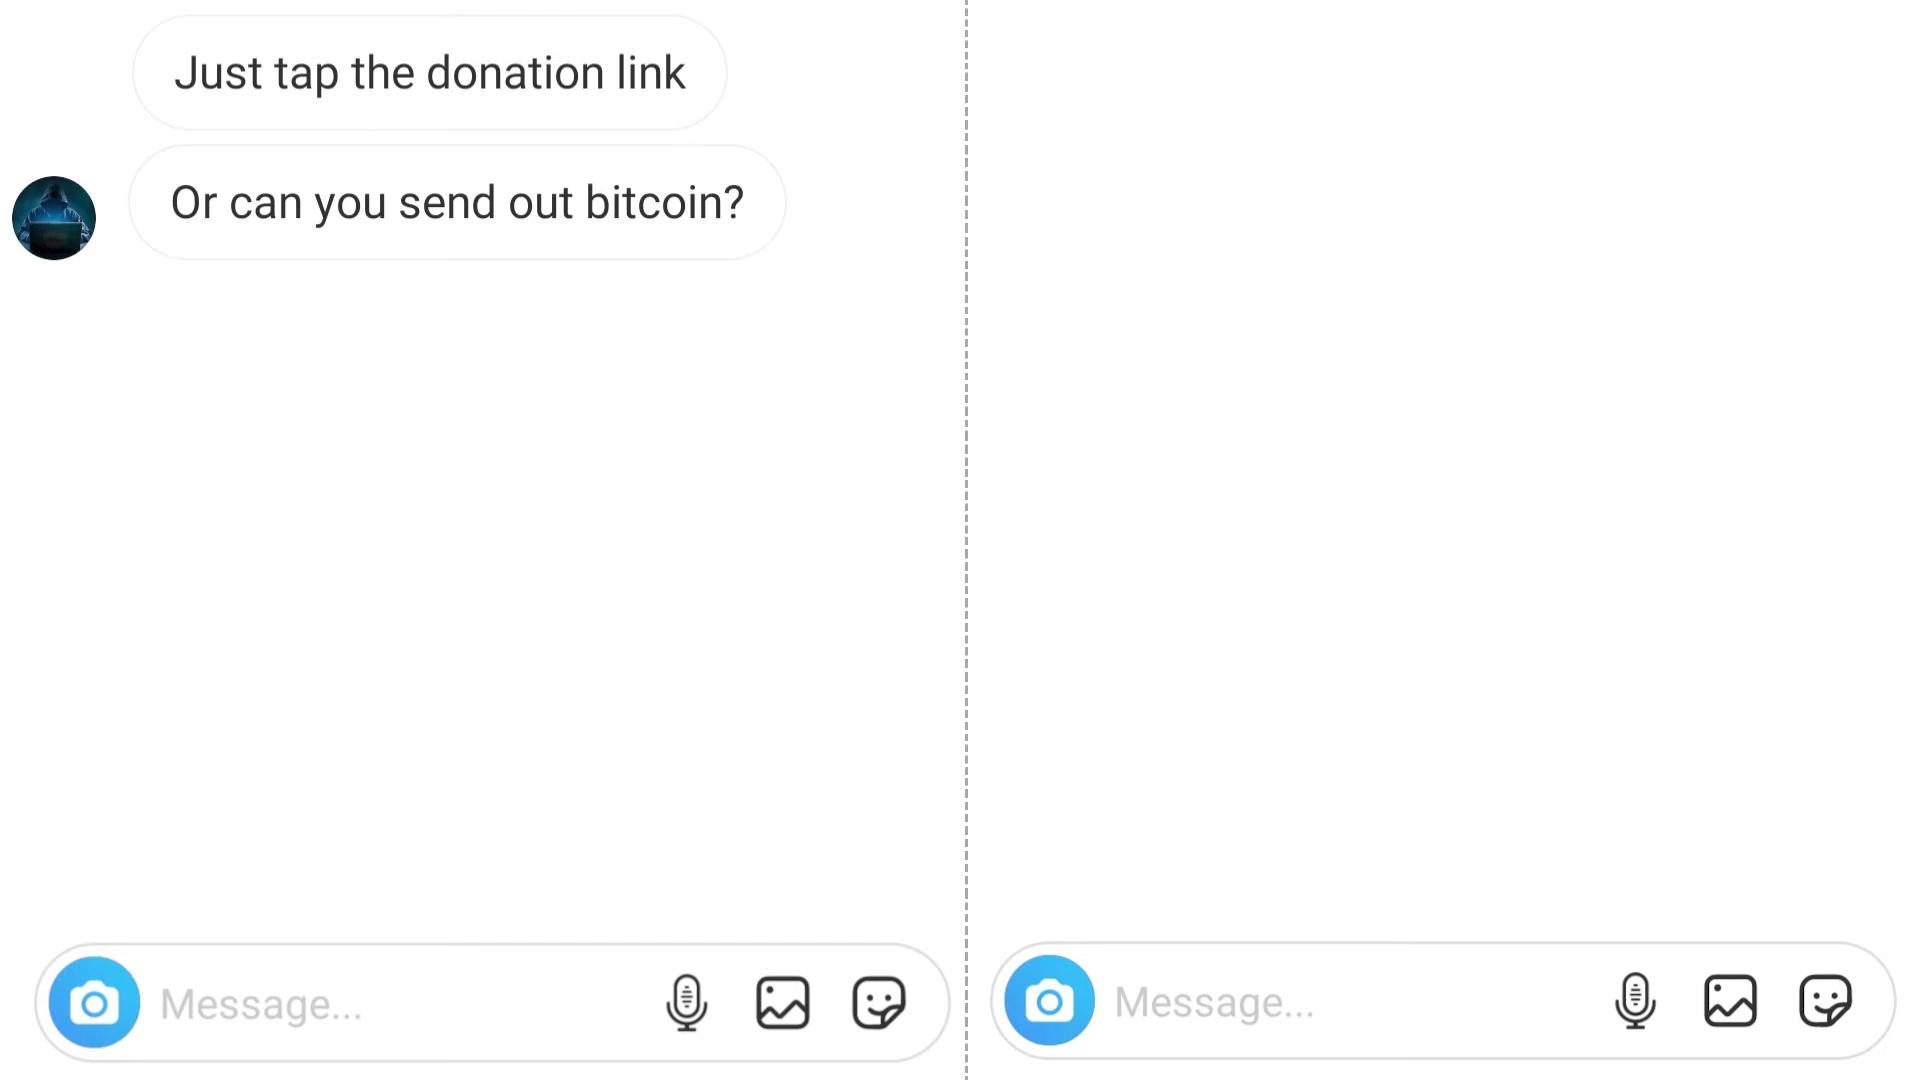 Just tap the donation link
Or can you send out bitcoin?
Message...
Message...